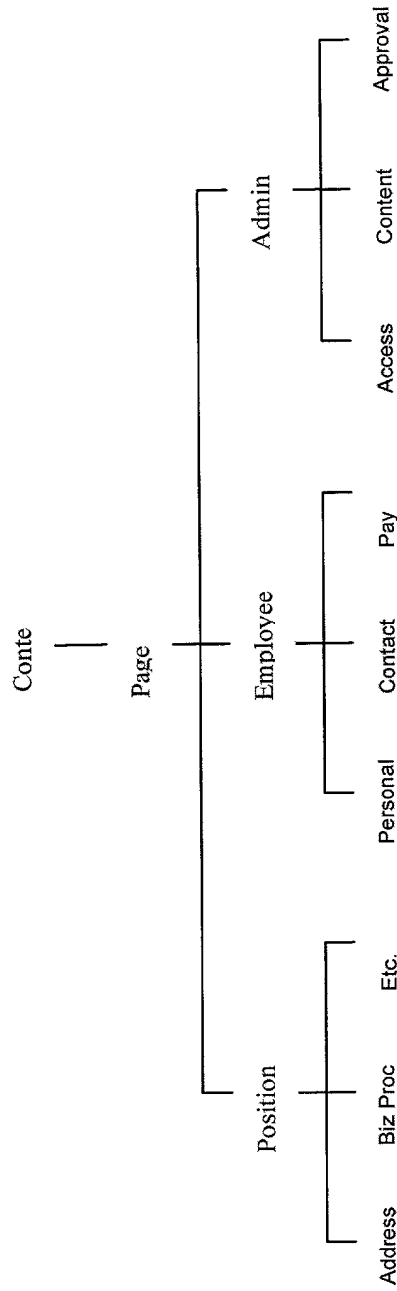 Conte
Page
Position Employee Admin
Address Biz Proc Etc. Personal Contact Pay Access Content Approval